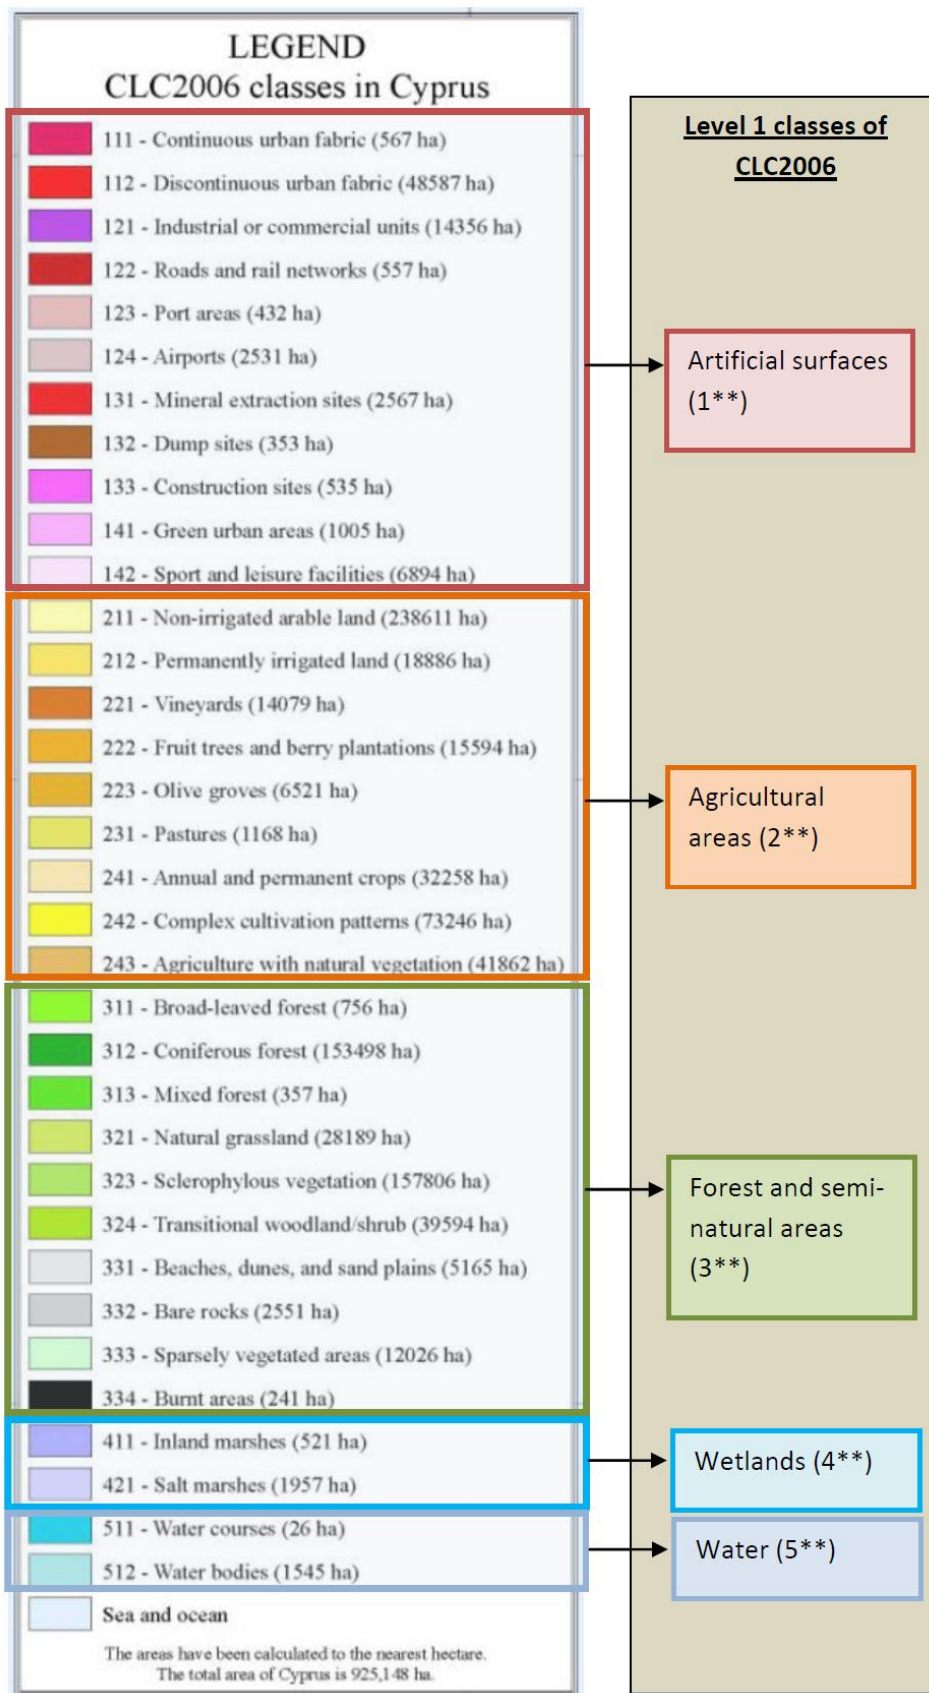 LEGEND
CLC2006 classes in Cyprus
111 - Continuous urban fabric (567 ha)
112 - Discontinuous urban fabric (48587 ha)
121 - Industrial or commercial units (14356 ha)
122 - Roads and rail networks (557 ha)
123 - Port areas (432 ha)
124 - Airports (2531 ha)
131 - Mineral extraction sites (2567 ha)
132 - Dump sites (353 ha)
133 - Construction sites (535 ha)
141 - Green urban areas (1005 ha)
142 - Sport and leisure facilities (6894 ha)
211 - Non-irrigated arable land (238611 ha)
212 - Permanently irrigated land (18886 ha)
221 - Vineyards (14079 ha)
222 - Fruit trees and berry plantations (15594 ha)
223 - Olive groves (6521 ha)
231 - Pastures (1168 ha)
241 - Annual and permanent crops (32258 ha)
242 - Complex cultivation patterns (73246 ha)
243 - Agriculture with natural vegetation (41862 ha)
311 - Broad-leaved forest (756 ha)
312 - Coniferous forest (153498 ha)
313 - Mixed forest (357 ha)
321 - Natural grassland (28189 ha)
323 - Sclerophylous vegetation (157806 ha)
324 - Transitional woodland/shrub (39594 ha)
331 - Beaches, dunes, and sand plains (5165 ha)
332 - Bare rocks (2551 ha)
333 - Sparsely vegetated areas (12026 ha)
334 - Burnt areas (241 ha)
411 - Inland marshes (521 ha)
421 - Salt marshes (1957 ha)
511 - Water courses (26 ha)
512 - Water bodies (1545 ha)
Sea and ocean
The areas have been calculated to the nearest hectare.
The total area of Cyprus is 925,148 ha.
Level 1 classes of
CLC2006
Artificial surfaces
(1**)
Agricultural
areas (2**)
Forest and semi-
natural areas
(3**)
Wetlands (4**)
Water (5**)